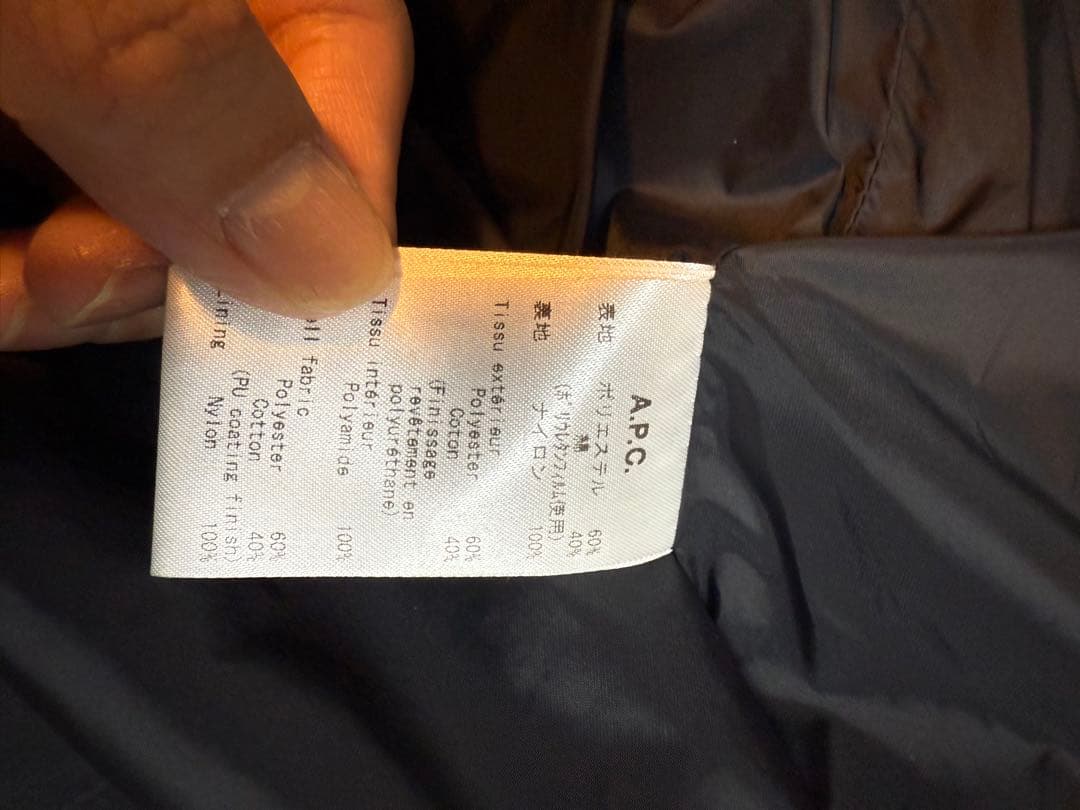 A.P.C.
表地 ポリエステル 60%
綿 40%
(ポリウレタンフィルム使用)
裏地 ナイロン 100%
Tissu extérieur
Polyester 60%
Coton 40%
(Finissage
revêtement en
polyuréthane)
Tissu intérieur
Polyamide 100%
fabric
Polyester 60%
Cotton 40%
(PU coating finish)
Lining Nylon 100%